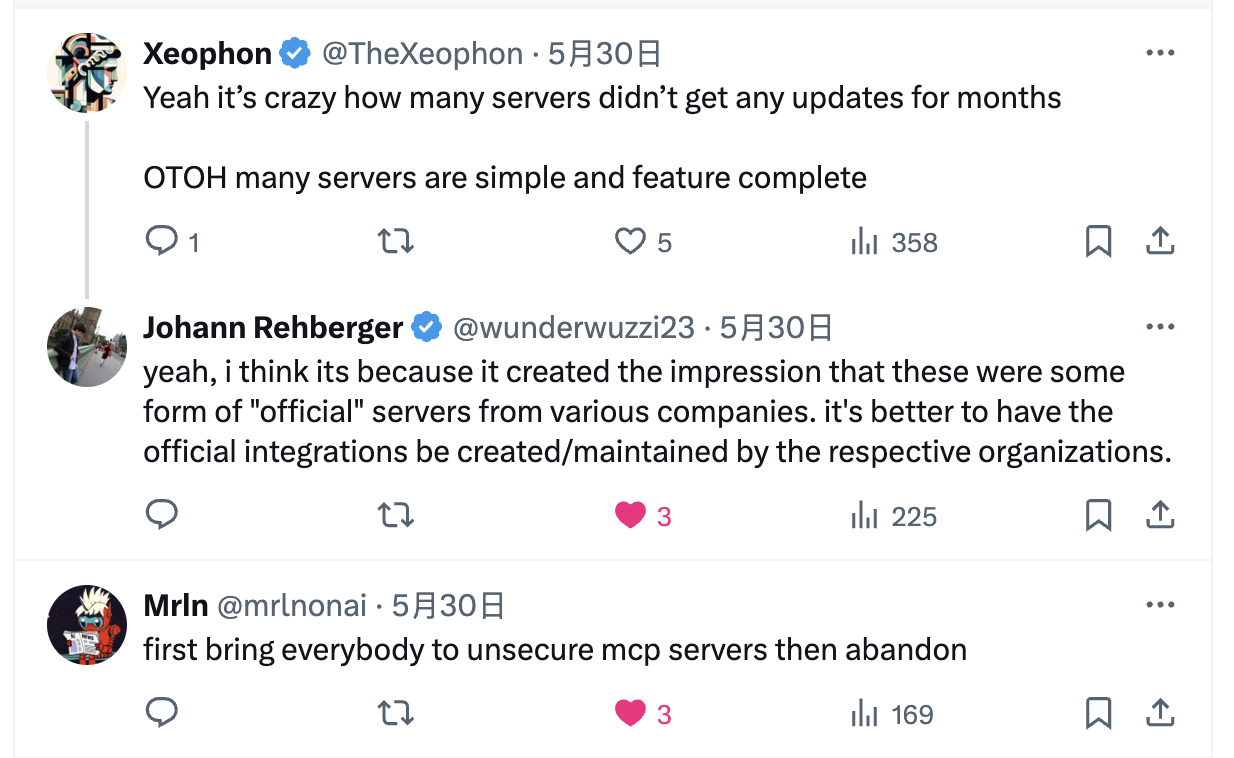 Xeophon @TheXeophon · 5月30日
Yeah it’s crazy how many servers didn’t get any updates for months
OTOH many servers are simple and feature complete
1 5 358
Johann Rehberger @wunderwuzzi23 · 5月30日
yeah, i think its because it created the impression that these were some
form of "official" servers from various companies. it's better to have the
official integrations be created/maintained by the respective organizations.
3 225
Mrln @mrlnonai · 5月30日
first bring everybody to unsecure mcp servers then abandon
3 169